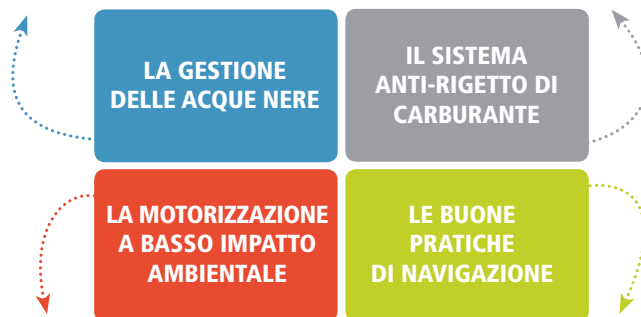 LA GESTIONE
DELLE ACQUE NERE
IL SISTEMA
ANTI-RIGETTO DI
CARBURANTE
LA MOTORIZZAZIONE
A BASSO IMPATTO
AMBIENTALE
LE BUONE
PRATICHE
DI NAVIGAZIONE